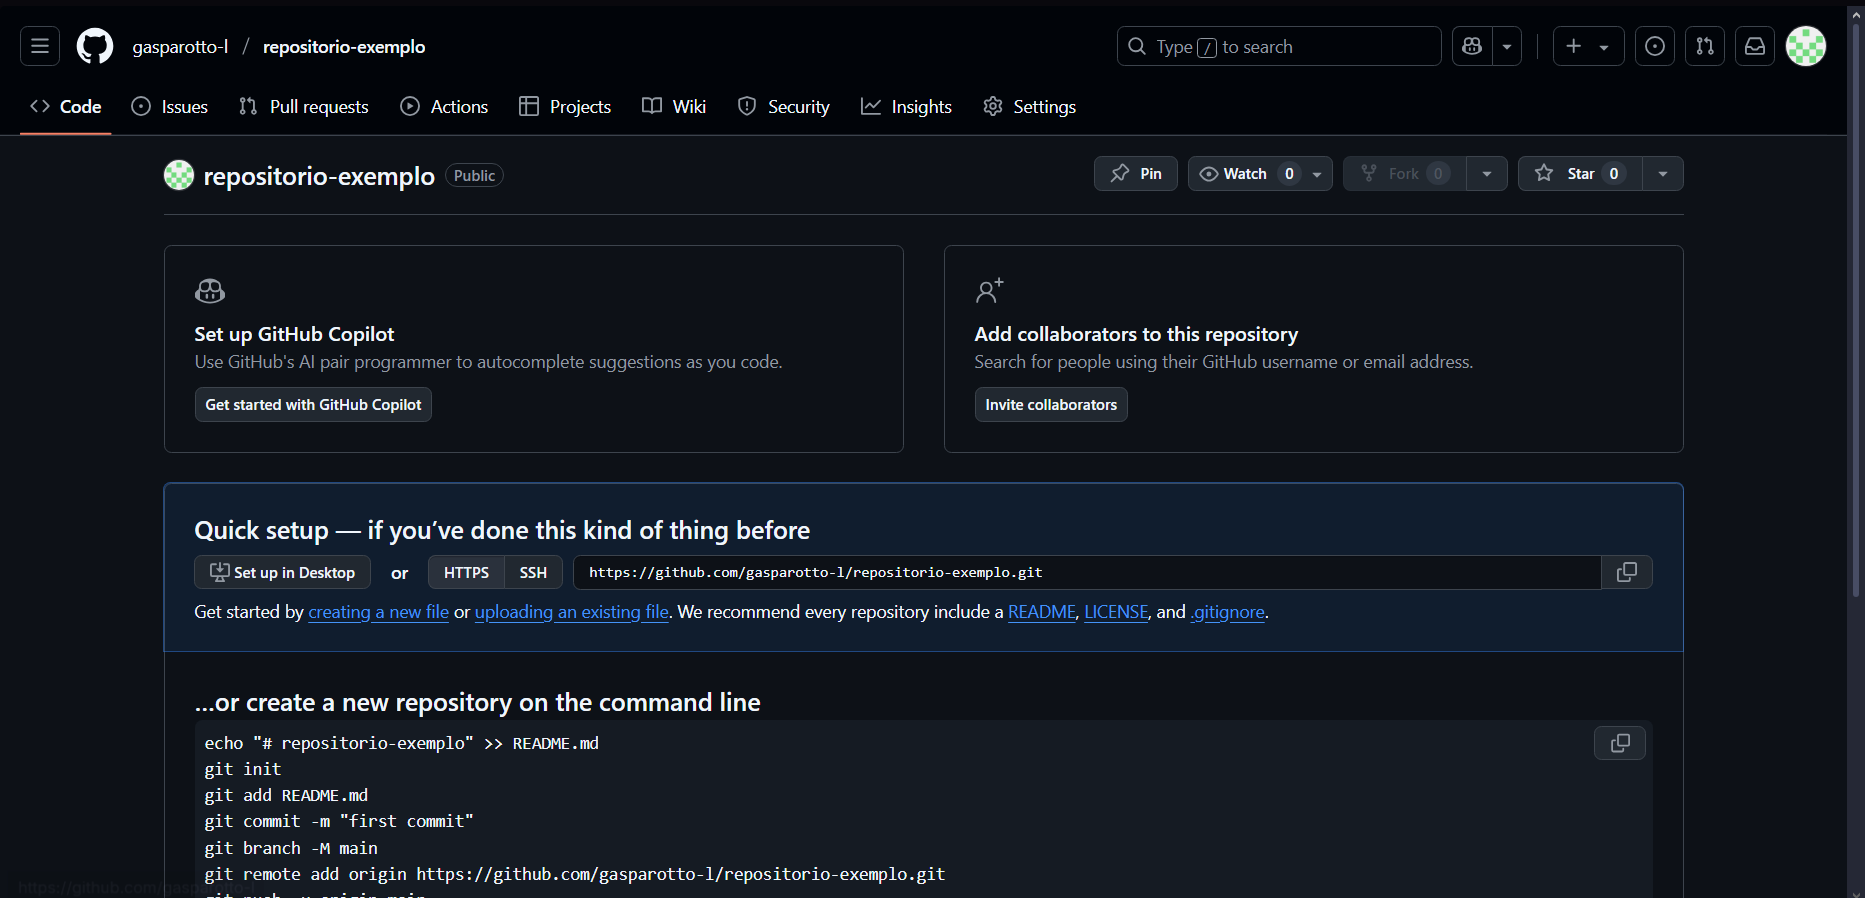 gasparotto-l / repositorio-exemplo
Type / to search
Code Issues Pull requests Actions Projects Wiki Security Insights Settings
repositorio-exemplo Public
Pin Watch 0 Fork 0 Star 0
Set up GitHub Copilot
Use GitHub's AI pair programmer to autocomplete suggestions as you code.
Get started with GitHub Copilot
Add collaborators to this repository
Search for people using their GitHub username or email address.
Invite collaborators
Quick setup — if you’ve done this kind of thing before
Set up in Desktop or HTTPS SSH https://github.com/gasparotto-l/repositorio-exemplo.git
Get started by creating a new file or uploading an existing file. We recommend every repository include a README, LICENSE, and .gitignore.
...or create a new repository on the command line
echo "# repositorio-exemplo" >> README.md
git init
git add README.md
git commit -m "first commit"
git branch -M main
git remote add origin https://github.com/gasparotto-l/repositorio-exemplo.git
https://github.com/gasparotto-l